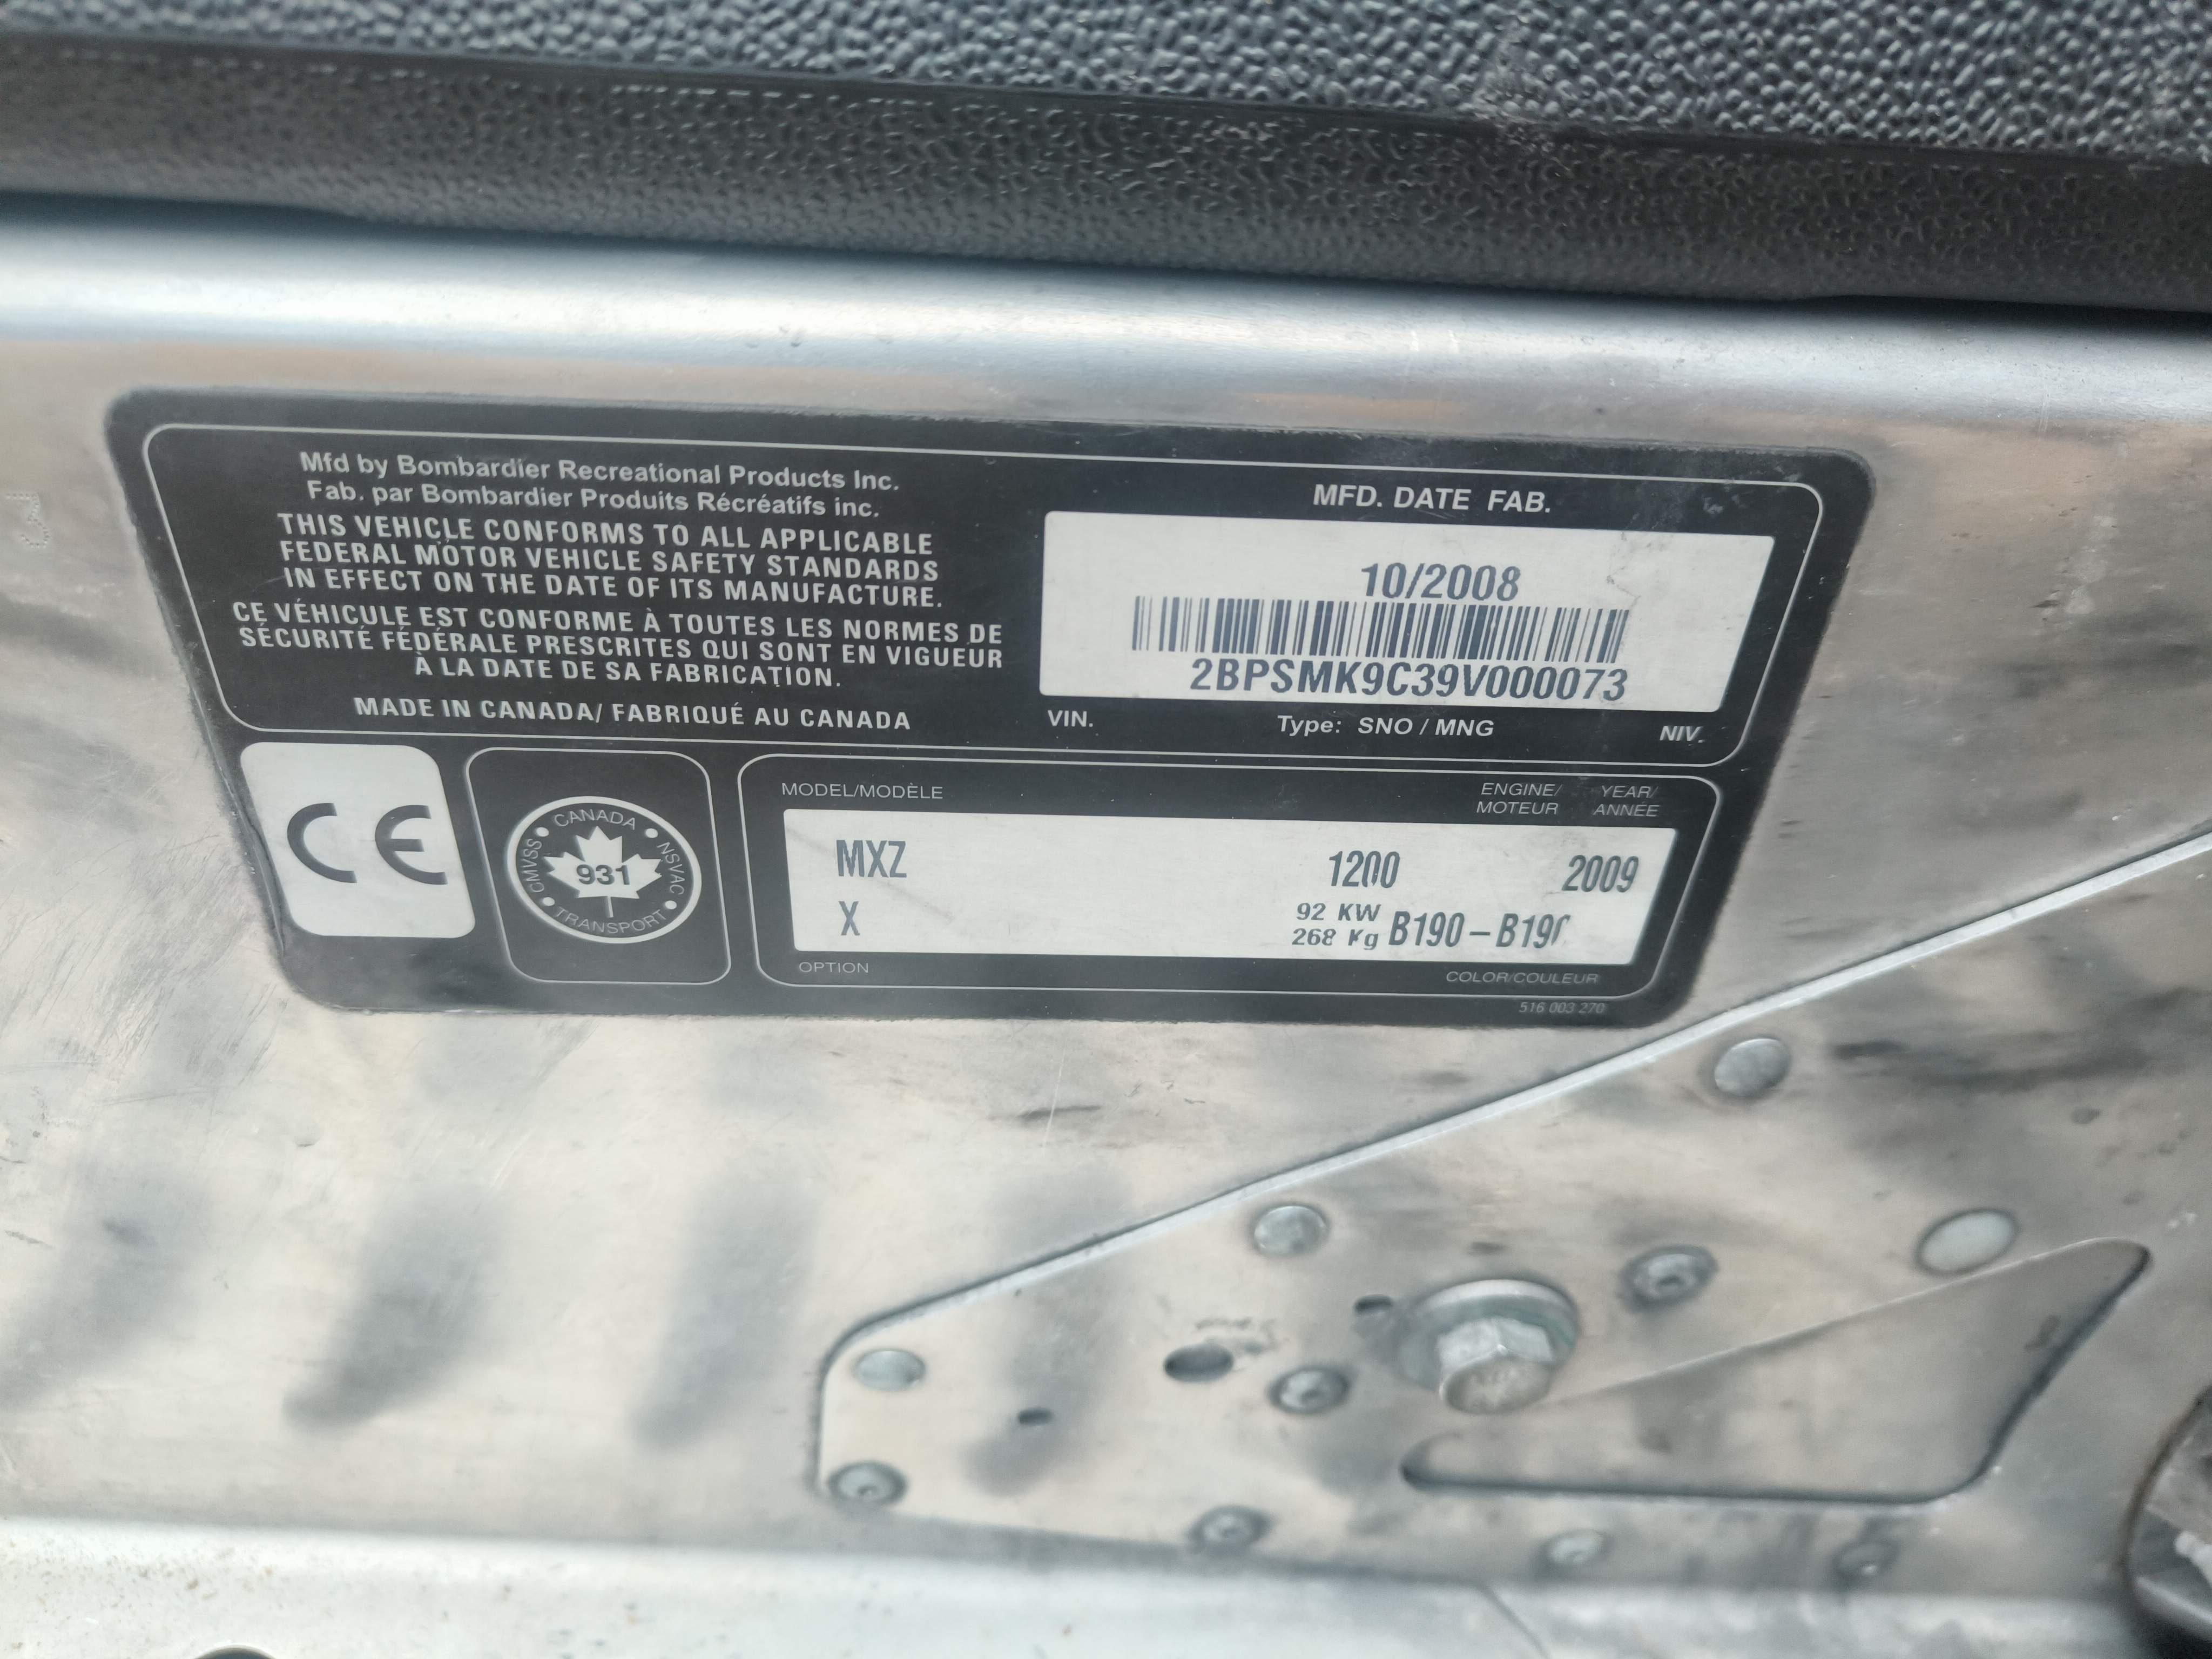 Mfd by Bombardier Recreational Products Inc.
Fab. par Bombardier Produits Récréatifs inc.
THIS VEHICLE CONFORMS TO ALL APPLICABLE
FEDERAL MOTOR VEHICLE SAFETY STANDARDS
IN EFFECT ON THE DATE OF ITS MANUFACTURE.
CE VÉHICULE EST CONFORME À TOUTES LES NORMES DE
SÉCURITÉ FÉDÉRALE PRESCRITES QUI SONT EN VIGUEUR
À LA DATE DE SA FABRICATION.
MADE IN CANADA/ FABRIQUÉ AU CANADA
MFD. DATE FAB.
10/2008
2BPSMK9C39V000073
VIN. Type: SNO / MNG NIV.
CE
CANADA
CMVSS 931 NSVAC
TRANSPORT
MODEL/MODÈLE ENGINE/ YEAR/
MOTEUR ANNÉE
MXZ 1200 2009
X 92 KW
268 Kg B190-B190
OPTION COLOR/COULEUR
516 003 270
3